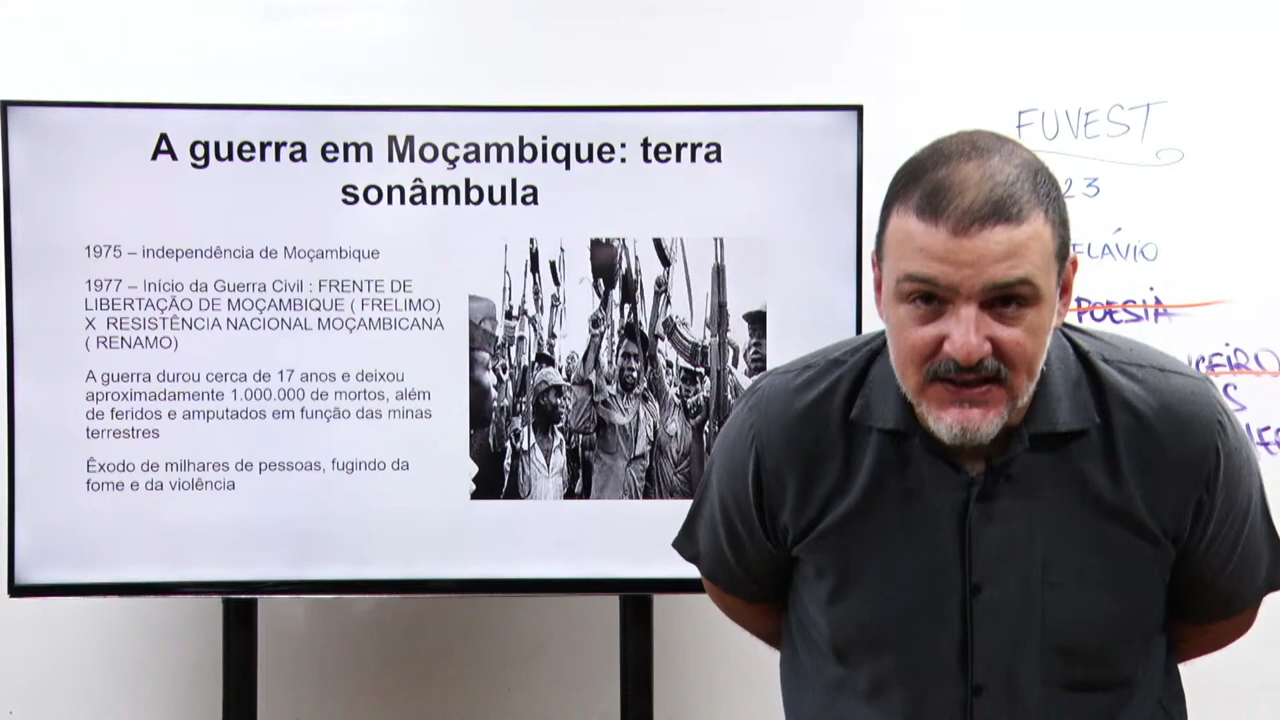 A guerra em Moçambique: terra
sonâmbula
1975 – independência de Moçambique
1977 – Início da Guerra Civil : FRENTE DE
LIBERTAÇÃO DE MOÇAMBIQUE ( FRELIMO)
X RESISTÊNCIA NACIONAL MOÇAMBICANA
( RENAMO)
A guerra durou cerca de 17 anos e deixou
aproximadamente 1.000.000 de mortos, além
de feridos e amputados em função das minas
terrestres
Êxodo de milhares de pessoas, fugindo da
fome e da violência
FUVEST
23
FLÁVIO
POESIA